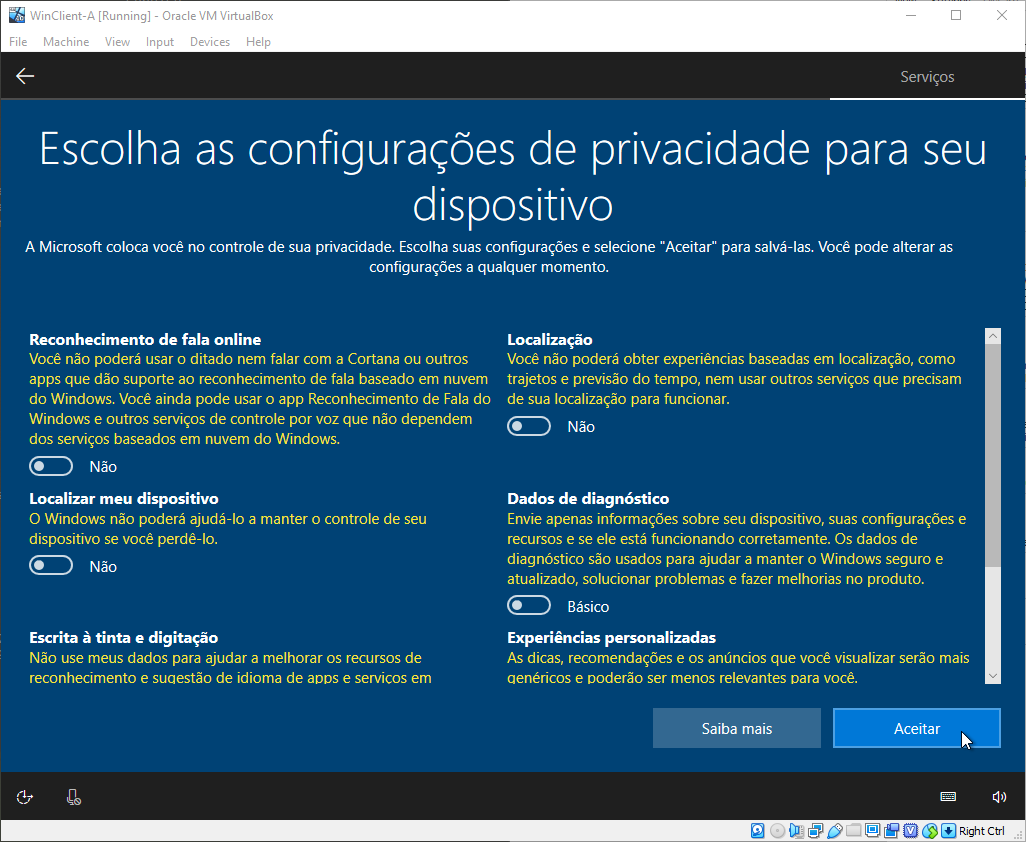 WinClient-A [Running] - Oracle VM VirtualBox
File Machine View Input Devices Help
Serviços
Escolha as configurações de privacidade para seu
dispositivo
A Microsoft coloca você no controle de sua privacidade. Escolha suas configurações e selecione "Aceitar" para salvá-las. Você pode alterar as
configurações a qualquer momento.
Reconhecimento de fala online
Você não poderá usar o ditado nem falar com a Cortana ou outros
apps que dão suporte ao reconhecimento de fala baseado em nuvem
do Windows. Você ainda pode usar o app Reconhecimento de Fala do
Windows e outros serviços de controle por voz que não dependem
dos serviços baseados em nuvem do Windows.
Não
Localização
Você não poderá obter experiências baseadas em localização, como
trajetos e previsão do tempo, nem usar outros serviços que precisam
de sua localização para funcionar.
Não
Localizar meu dispositivo
O Windows não poderá ajudá-lo a manter o controle de seu
dispositivo se você perdê-lo.
Não
Dados de diagnóstico
Envie apenas informações sobre seu dispositivo, suas configurações e
recursos e se ele está funcionando corretamente. Os dados de
diagnóstico são usados para ajudar a manter o Windows seguro e
atualizado, solucionar problemas e fazer melhorias no produto.
Básico
Escrita à tinta e digitação
Não use meus dados para ajudar a melhorar os recursos de
reconhecimento e sugestão de idioma de apps e serviços em
Experiências personalizadas
As dicas, recomendações e os anúncios que você visualizar serão mais
genéricos e poderão ser menos relevantes para você.
Saiba mais
Aceitar
Right Ctrl